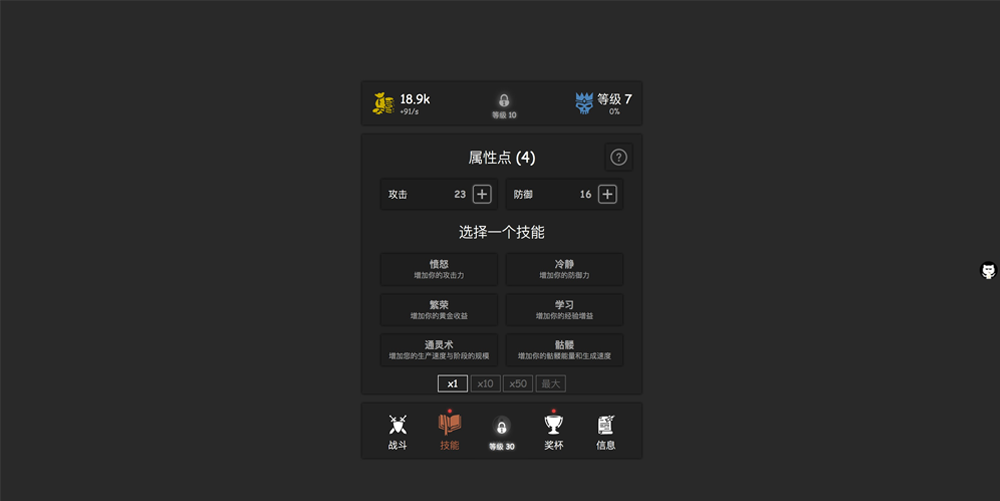 18.9k
+91/s
等级 10
等级 7
0%
属性点 (4)
?
攻击 23 +
防御 16 +
选择一个技能
愤怒
增加你的攻击力
冷静
增加你的防御力
繁荣
增加你的黄金收益
学习
增加你的经验增益
通灵术
增加您的生产速度与阶段的规模
骷髅
增加你的骷髅能量和生成速度
x1 x10 x50 最大
战斗
技能
等级 30
奖杯
信息